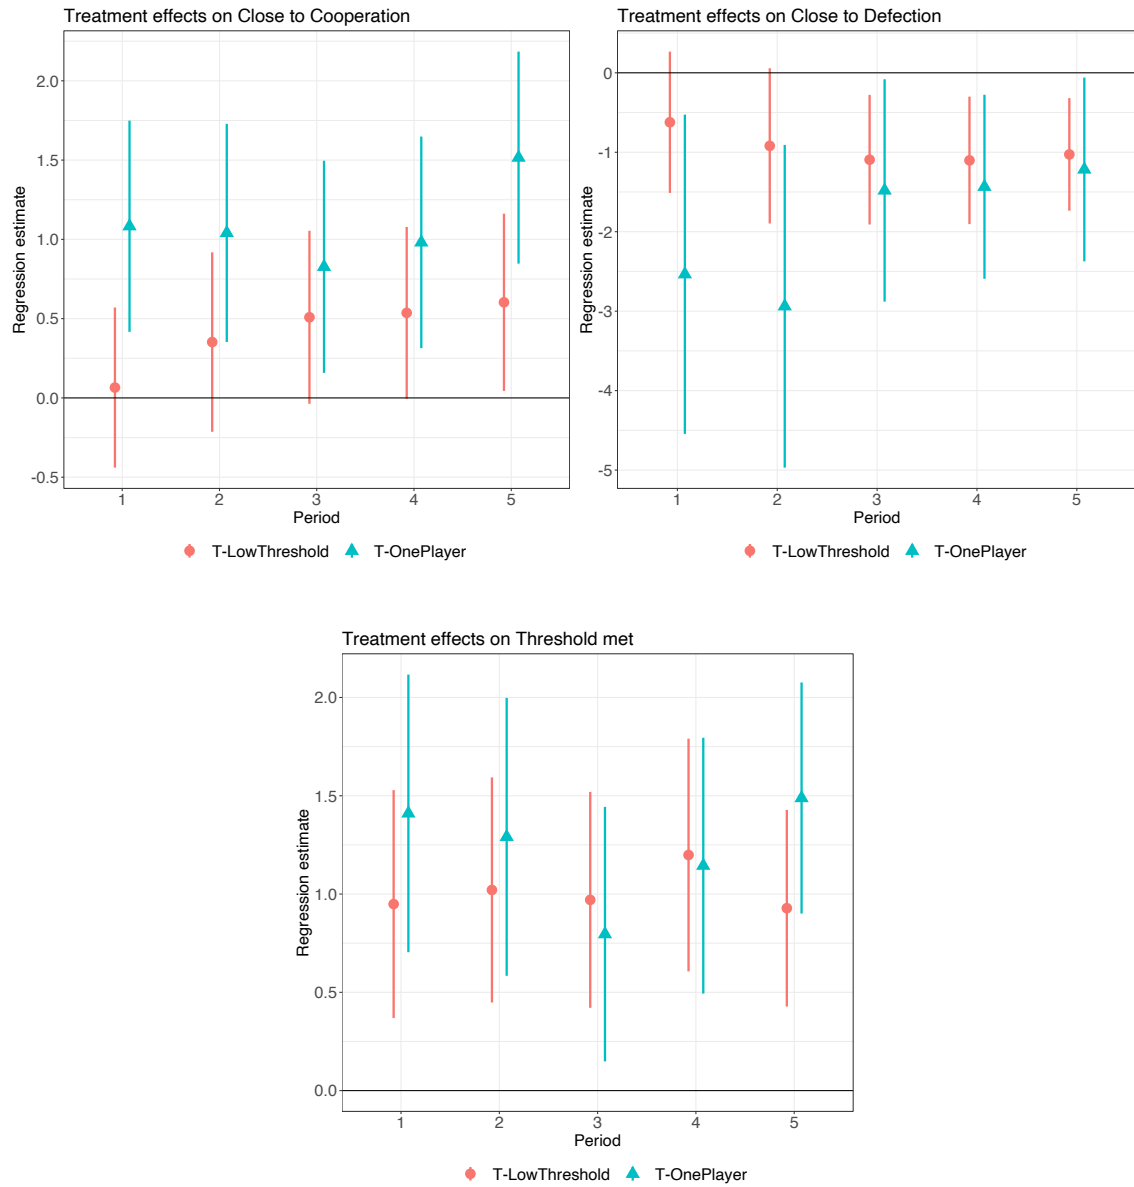 Treatment effects on Close to Cooperation
Regression estimate
2.0
1.5
1.0
0.5
0.0
-0.5
1 2 3 4 5
Period
T-LowThreshold T-OnePlayer
Treatment effects on Close to Defection
Regression estimate
0
-1
-2
-3
-4
-5
1 2 3 4 5
Period
T-LowThreshold T-OnePlayer
Treatment effects on Threshold met
Regression estimate
2.0
1.5
1.0
0.5
0.0
1 2 3 4 5
Period
T-LowThreshold T-OnePlayer